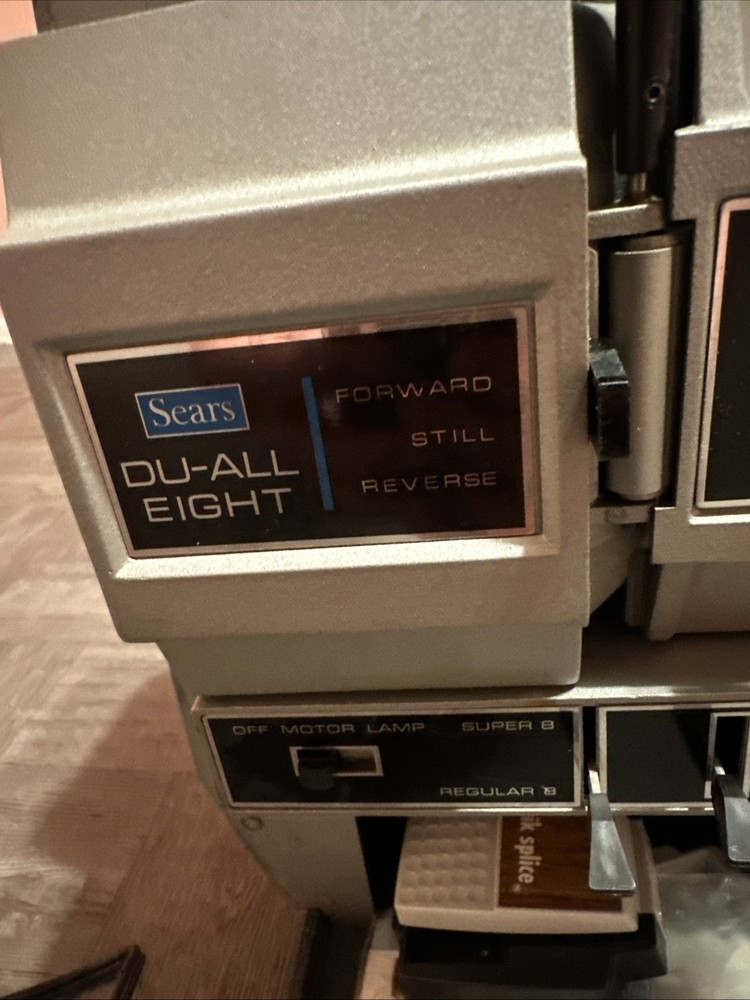 Sears
DU-ALL
EIGHT
FORWARD
STILL
REVERSE
OFF MOTOR LAMP SUPER 8
REGULAR 8
splice